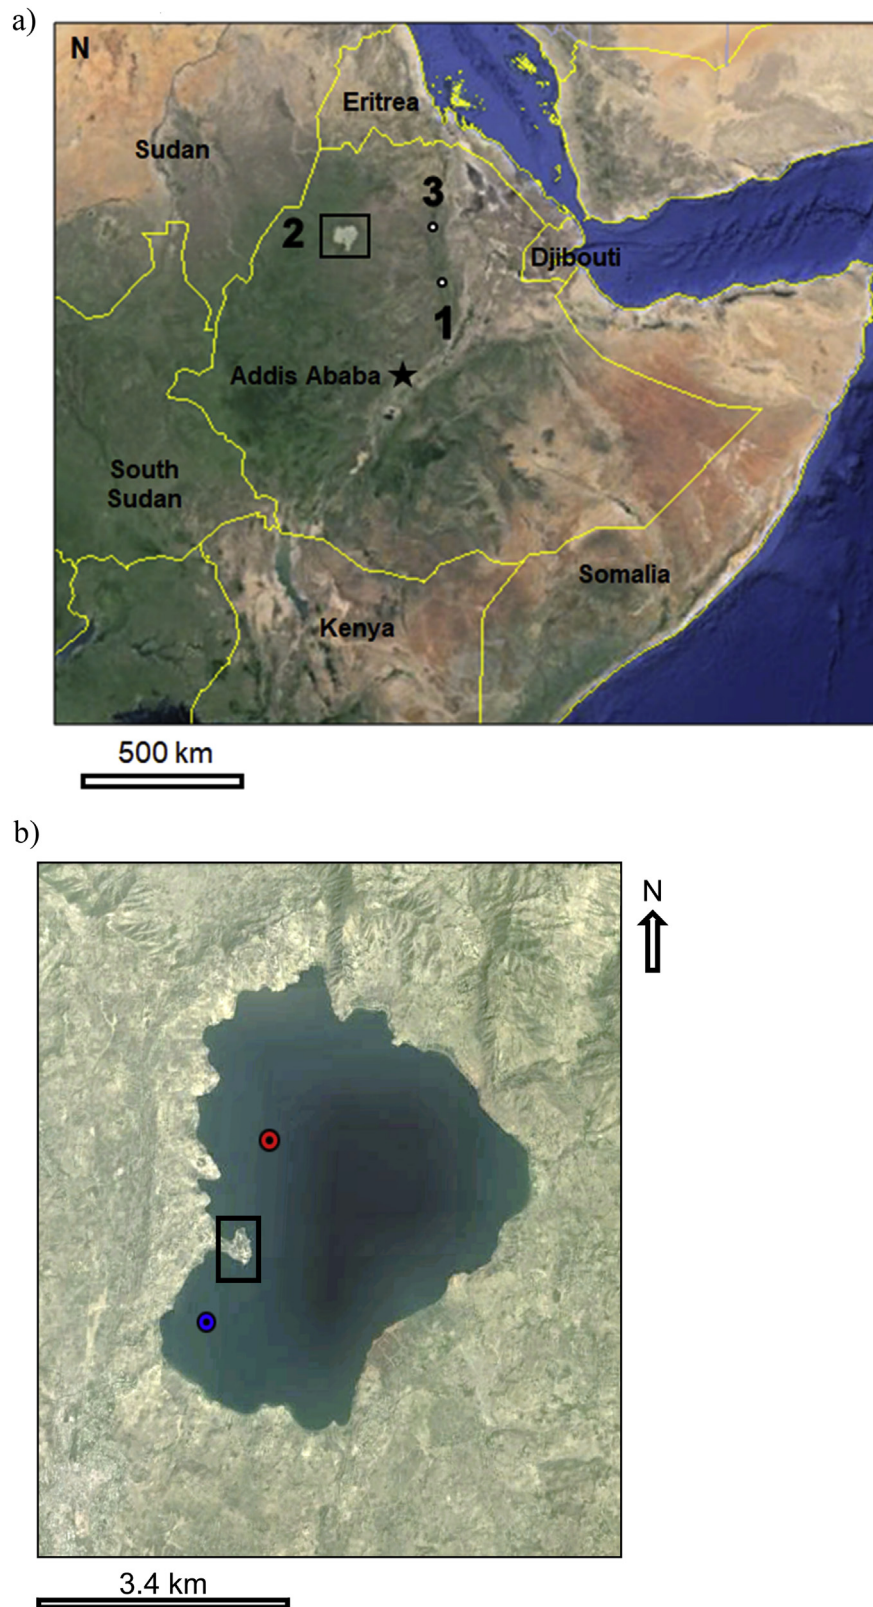 a)
N
Eritrea
Sudan
3
2
Djibouti
1
Addis Ababa
South
Sudan
Somalia
Kenya
500 km
b)
N
3.4 km